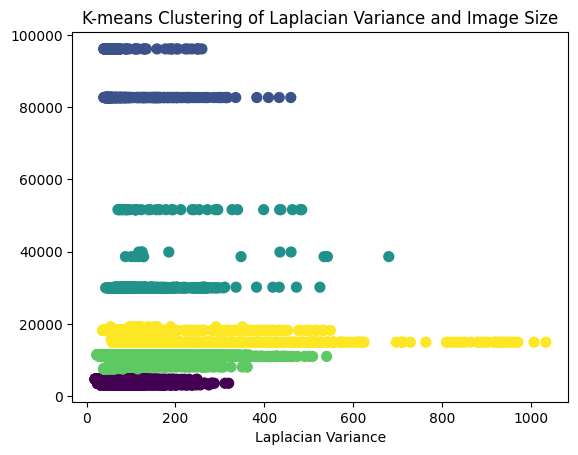 K-means Clustering of Laplacian Variance and Image Size
100000
80000
60000
40000
20000
0
0 200 400 600 800 1000
Laplacian Variance